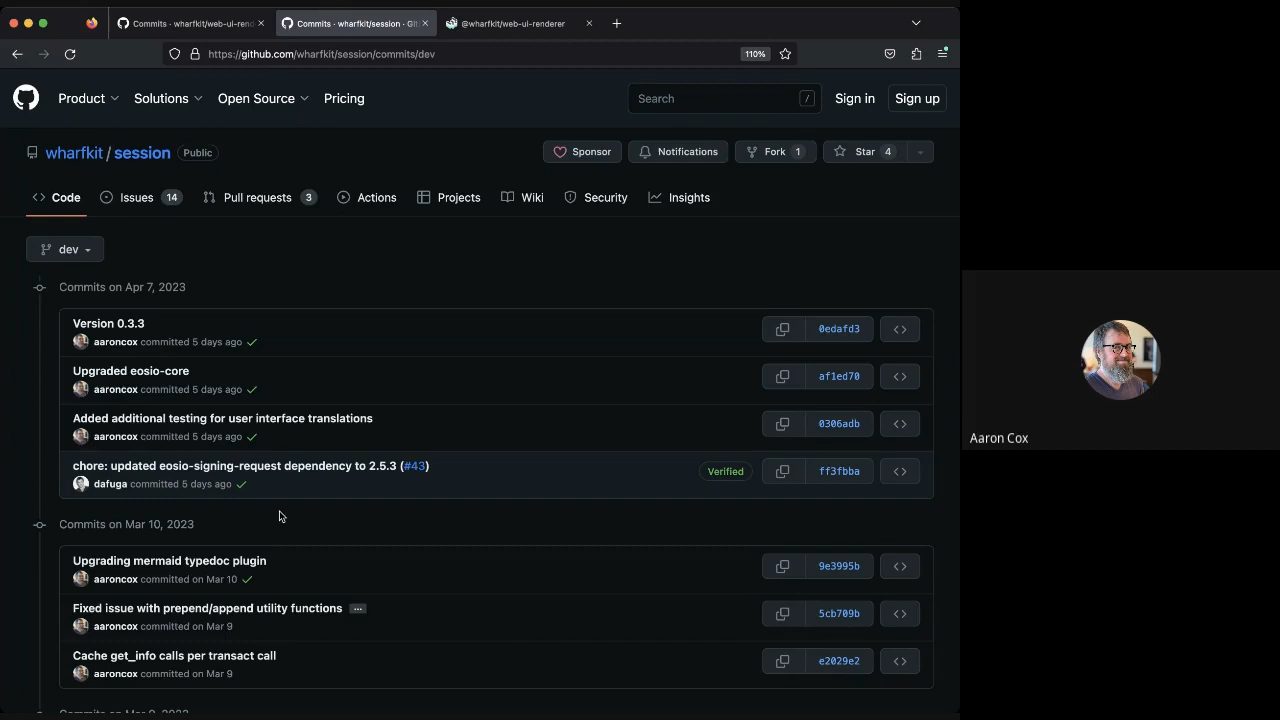 Commits · wharfkit/web-ui-rend
Commits · wharfkit/session · Git
@wharfkit/web-ui-renderer
https://github.com/wharfkit/session/commits/dev
110%
Product
Solutions
Open Source
Pricing
Search
/
Sign in
Sign up
wharfkit / session
Public
Sponsor
Notifications
Fork 1
Star 4
Code
Issues 14
Pull requests 3
Actions
Projects
Wiki
Security
Insights
dev
Commits on Apr 7, 2023
Version 0.3.3
aaroncox committed 5 days ago
0edafd3
Upgraded eosio-core
aaroncox committed 5 days ago
af1ed70
Added additional testing for user interface translations
aaroncox committed 5 days ago
0306adb
chore: updated eosio-signing-request dependency to 2.5.3 (#43)
dafuga committed 5 days ago
Verified
ff3fbba
Commits on Mar 10, 2023
Upgrading mermaid typedoc plugin
aaroncox committed on Mar 10
9e3995b
Fixed issue with prepend/append utility functions
aaroncox committed on Mar 9
5cb709b
Cache get_info calls per transact call
aaroncox committed on Mar 9
e2029e2
Commits on Mar 9, 2023
Aaron Cox